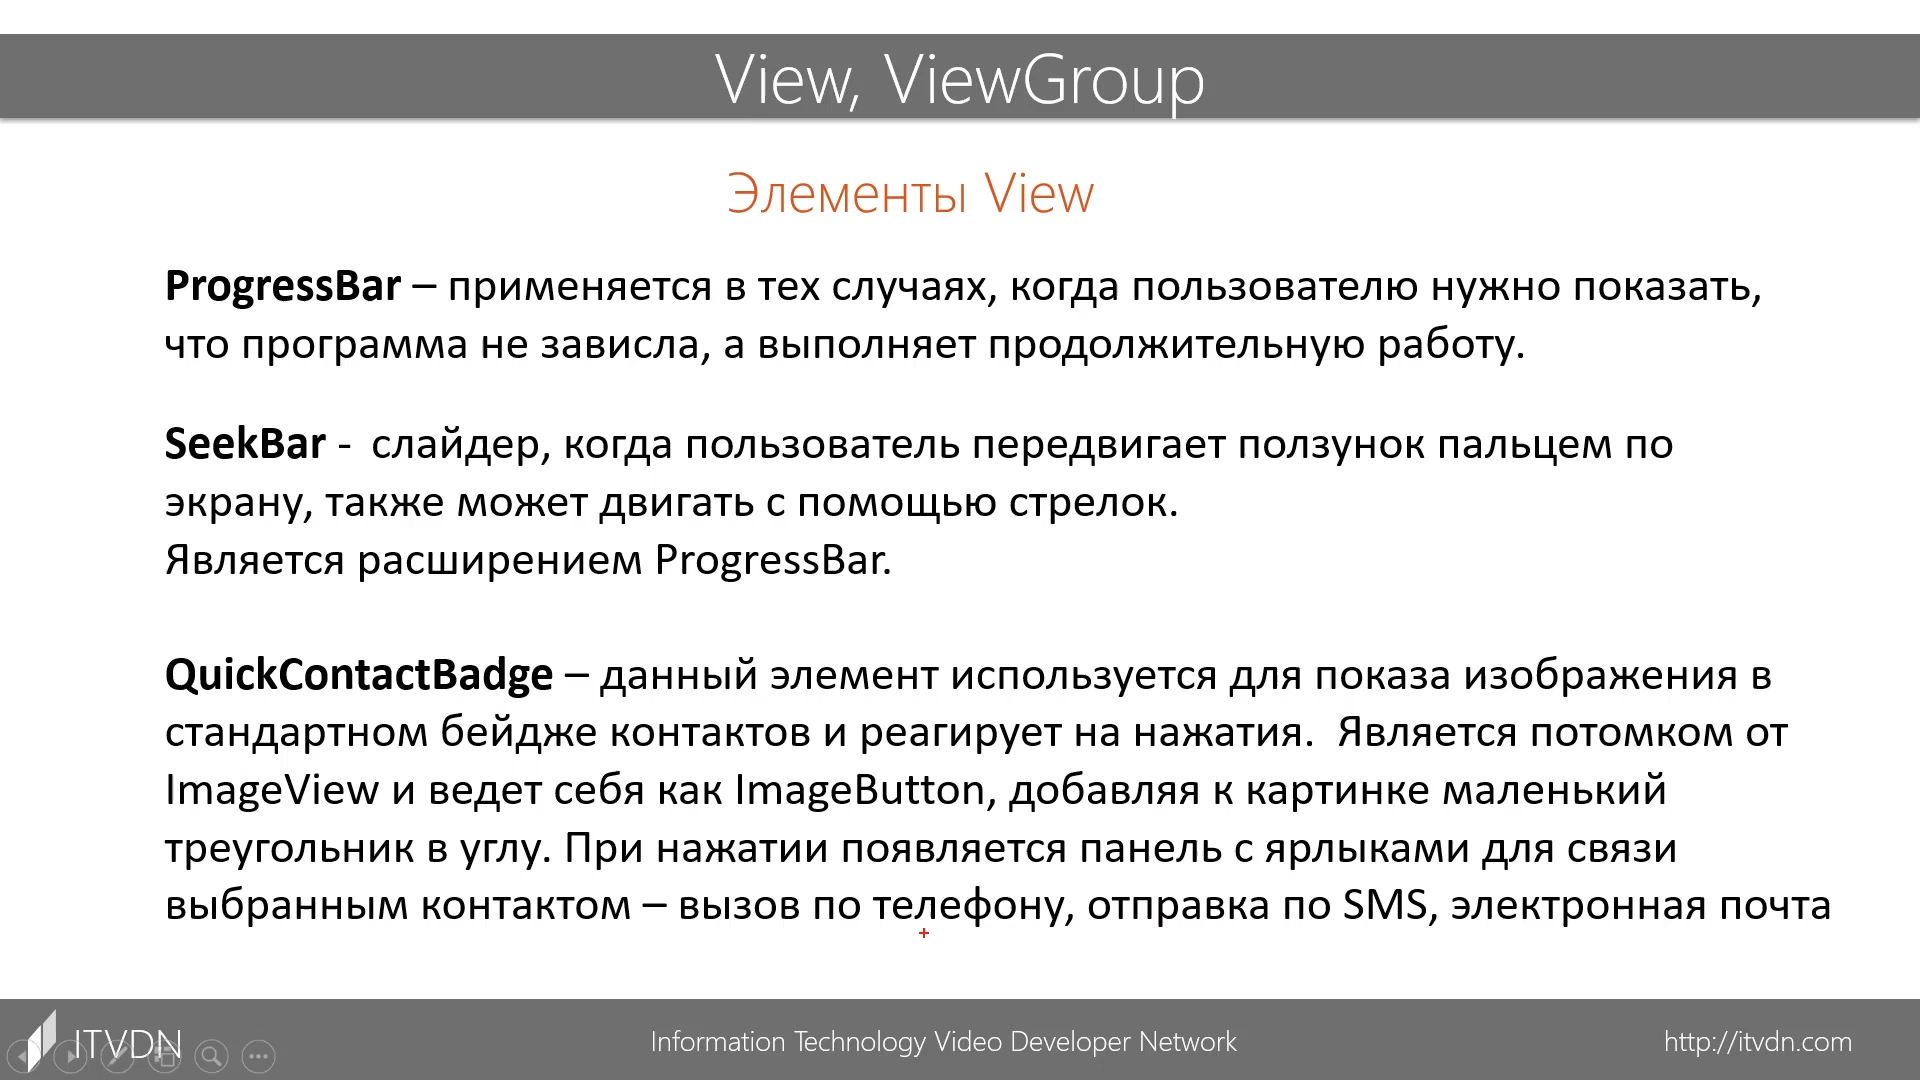 View, ViewGroup
Элементы View
ProgressBar – применяется в тех случаях, когда пользователю нужно показать,
что программа не зависла, а выполняет продолжительную работу.
SeekBar -  слайдер, когда пользователь передвигает ползунок пальцем по
экрану, также может двигать с помощью стрелок.
Является расширением ProgressBar.
QuickContactBadge – данный элемент используется для показа изображения в
стандартном бейдже контактов и реагирует на нажатия.  Является потомком от
ImageView и ведет себя как ImageButton, добавляя к картинке маленький
треугольник в углу. При нажатии появляется панель с ярлыками для связи
выбранным контактом – вызов по телефону, отправка по SMS, электронная почта
ITVDN
Information Technology Video Developer Network
http://itvdn.com